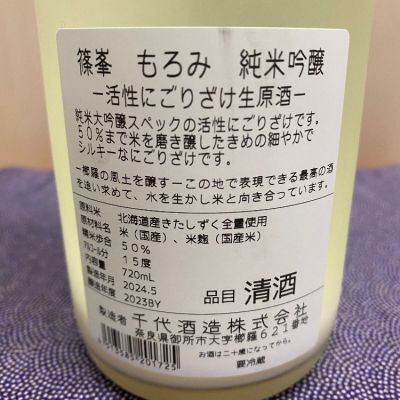 篠峯 もろみ 純米吟醸
ー活性にごりざけ生原酒ー
純米大吟醸スペックの活性にごりざけです。
50%まで米を磨き醸したきめの細やかで
シルキーなにごりざけです。
ー櫛羅の風土を醸すーこの地で表現できる最高の酒
を追い求めて、水を生かし米と向き合っています。
原料米 北海道産きたしずく全量使用
原材料名 米（国産）、米麹（国産米）
精米歩合 50%
アルコール分 15度
内容量 720mL
製造年月 2024.5
醸造年度 2023BY
品目 清酒
製造者 千代酒造株式会社
奈良県御所市大字櫛羅621番地
お酒は二十歳になってから。
要冷蔵